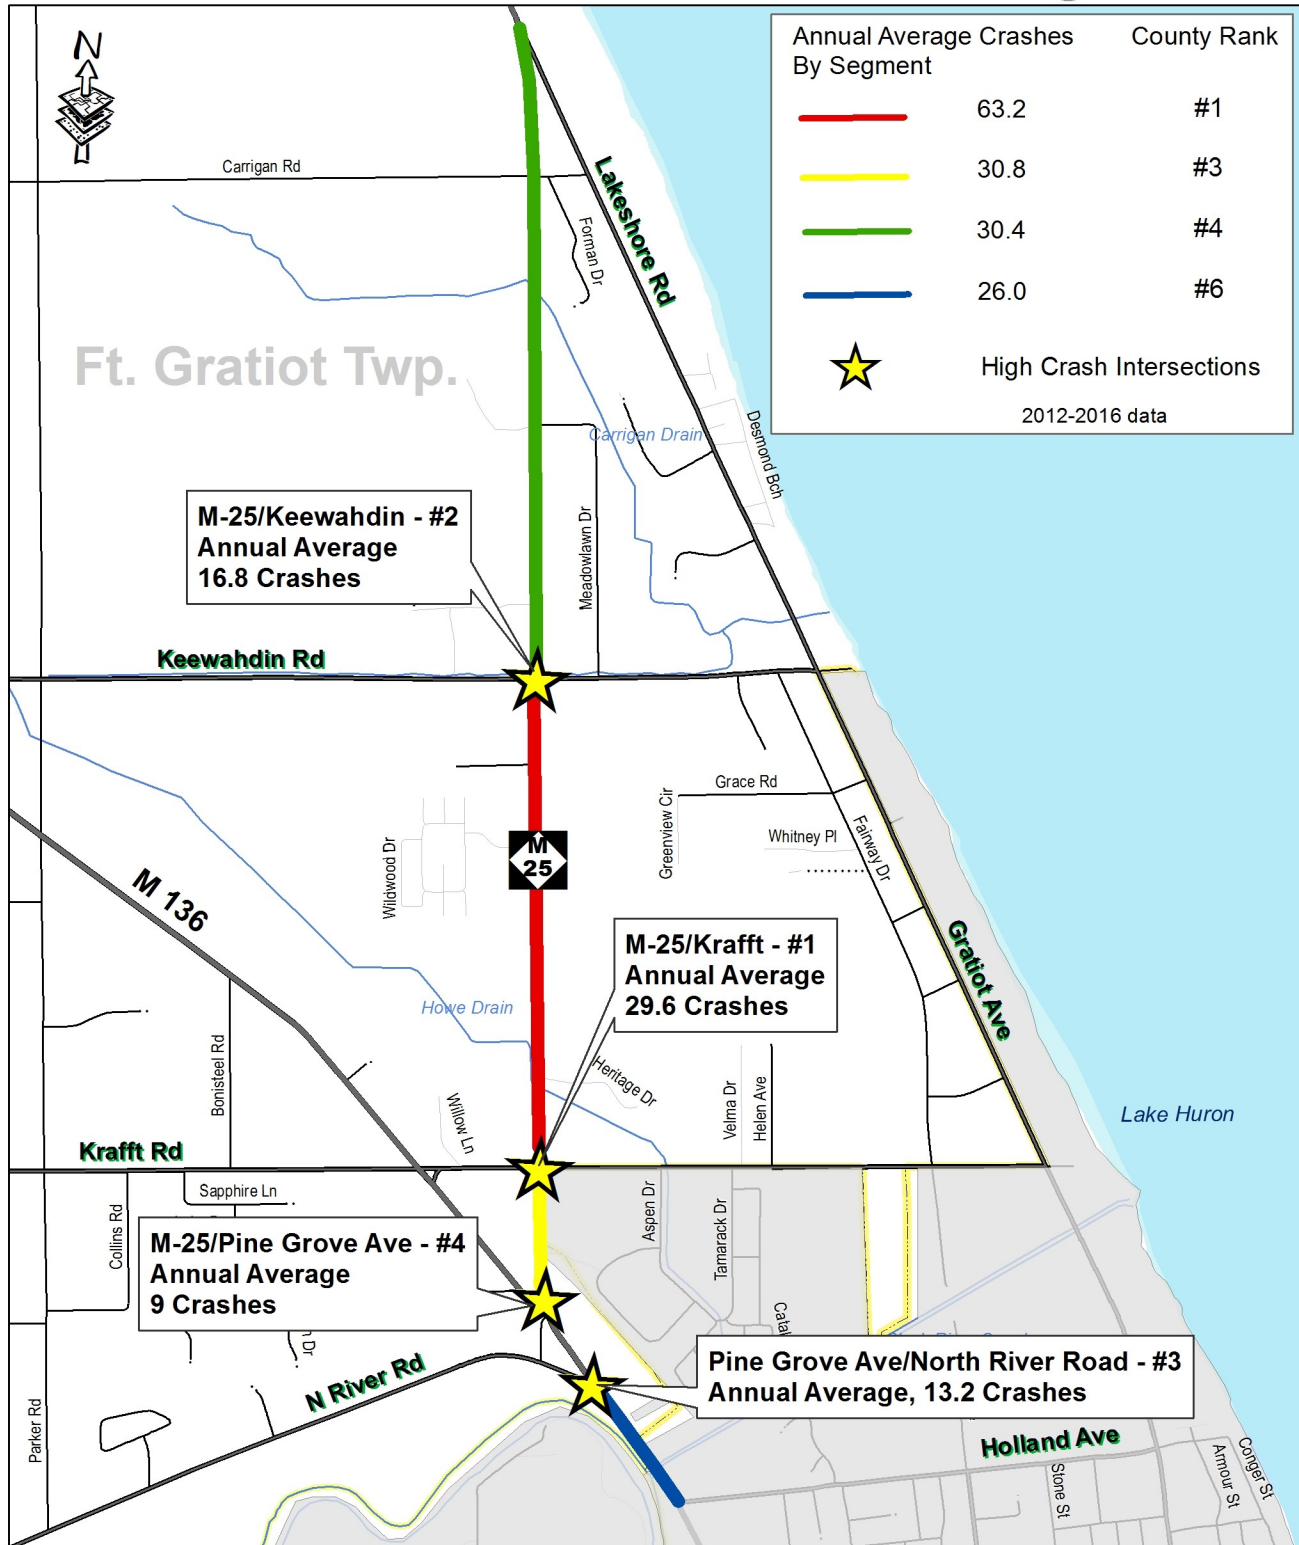 Annual Average Crashes
By Segment
County Rank
63.2
#1
30.8
#3
30.4
#4
26.0
#6
High Crash Intersections
2012-2016 data
N
Carrigan Rd
Lakeshore Rd
Forman Dr
Ft. Gratiot Twp.
Carrigan Drain
Desmond Bch
M-25/Keewahdin - #2
Annual Average
16.8 Crashes
Meadowlawn Dr
Keewahdin Rd
Grace Rd
Greenview Cir
Whitney Pl
Fairway Dr
Wildwood Dr
M
25
M 136
M-25/Krafft - #1
Annual Average
29.6 Crashes
Gratiot Ave
Howe Drain
Bonisteel Rd
Heritage Dr
Willow Ln
Velma Dr
Helen Ave
Lake Huron
Krafft Rd
Sapphire Ln
Collins Rd
Aspen Dr
Tamarack Dr
M-25/Pine Grove Ave - #4
Annual Average
9 Crashes
Catal
n Dr
Pine Grove Ave/North River Road - #3
Annual Average, 13.2 Crashes
N River Rd
Parker Rd
Holland Ave
Stone St
Armour St
Conger St